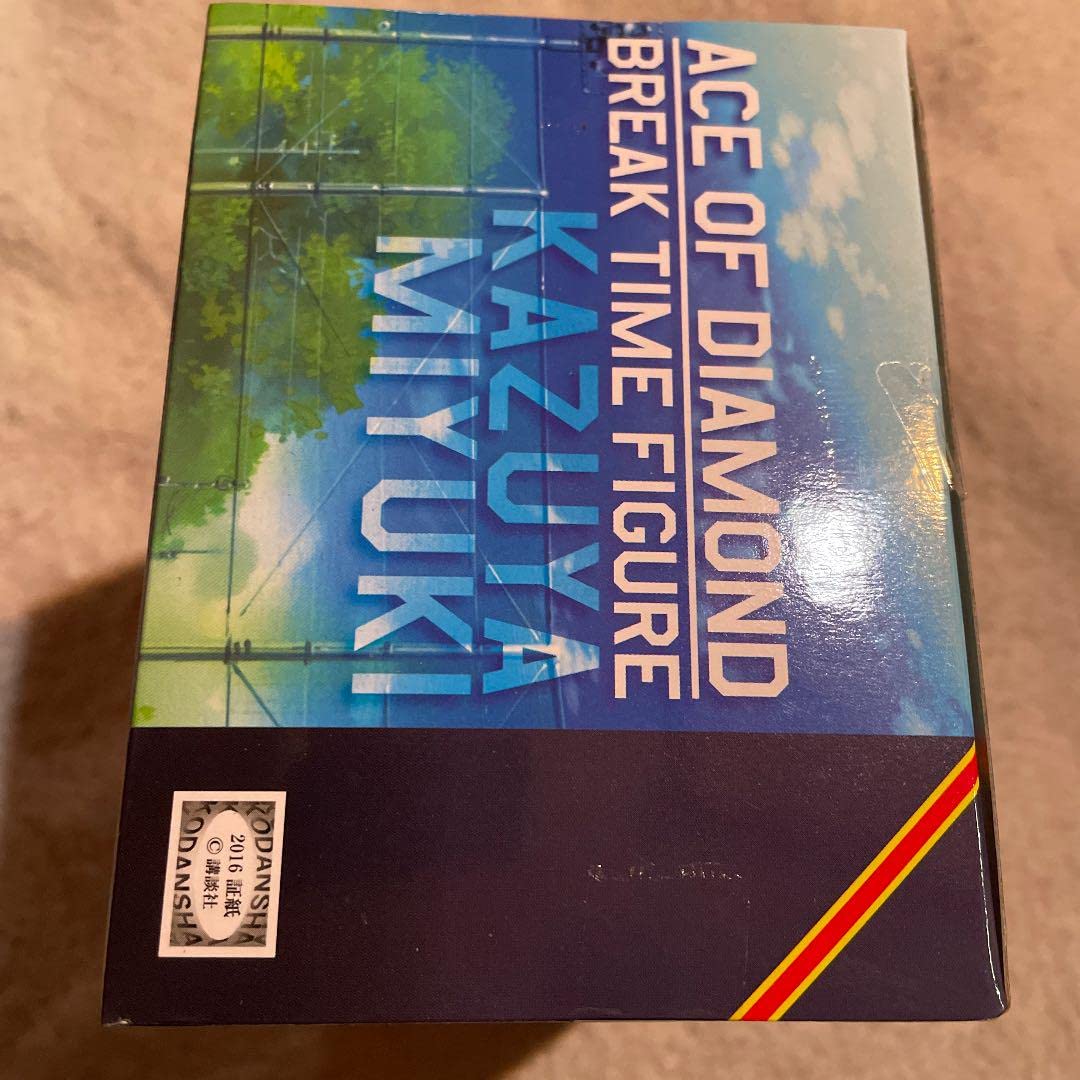 ACE OF DIAMOND
BREAK TIME FIGURE
KAZUYA
MIYUKI
KODANSHA
2016 証紙
©講談社
KODANSHA